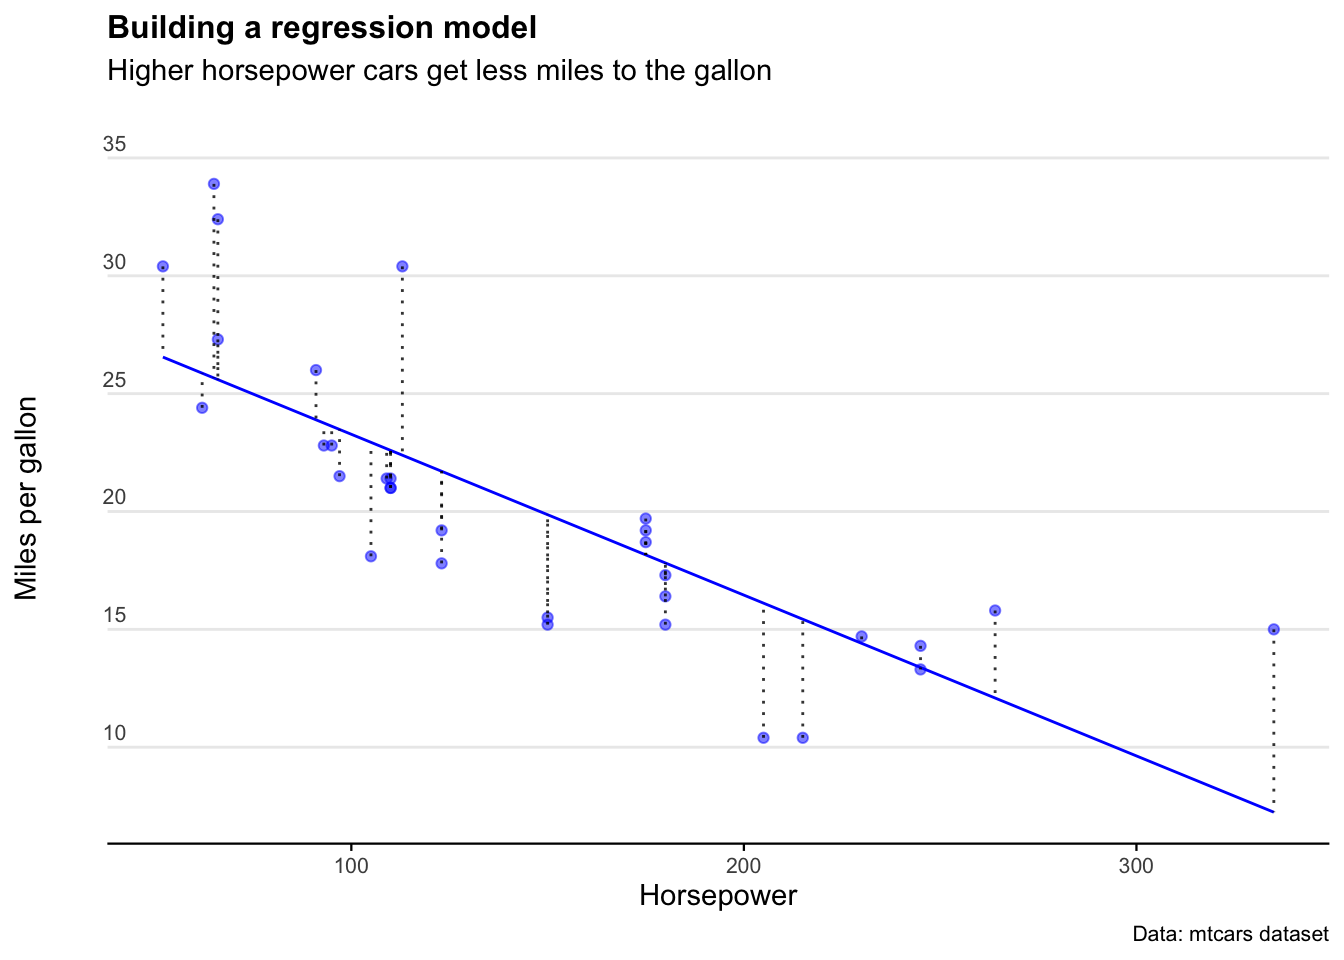 Building a regression model
Higher horsepower cars get less miles to the gallon
35
30
25
20
15
10
Miles per gallon
100 200 300
Horsepower
Data: mtcars dataset